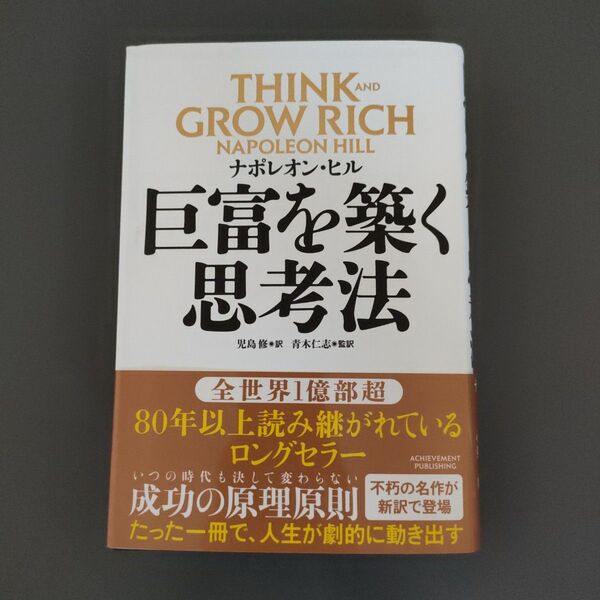 THINK AND
GROW RICH
NAPOLEON HILL
ナポレオン・ヒル
巨富を築く
思考法
児島 修＊訳 青木仁志＊監訳
全世界1億部超
80年以上読み継がれている
ロングセラー
ACHIEVEMENT
PUBLISHING
いつの時代も決して変わらない
成功の原理原則
不朽の名作が
新訳で登場
たった一冊で、人生が劇的に動き出す